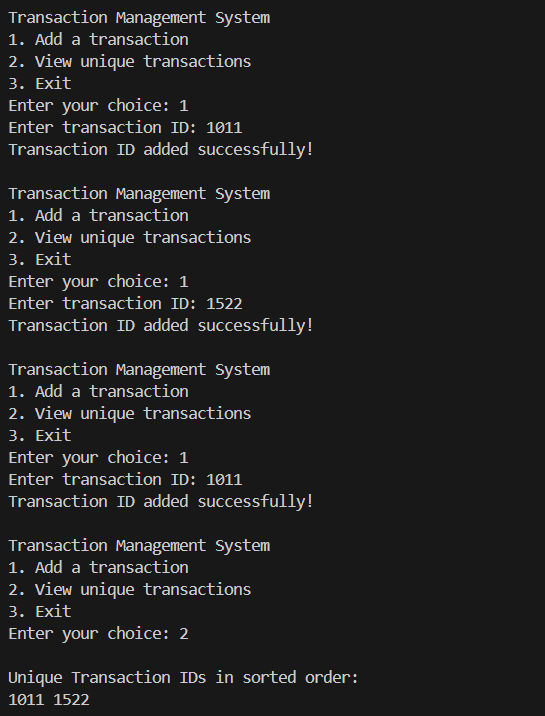 Transaction Management System
1. Add a transaction
2. View unique transactions
3. Exit
Enter your choice: 1
Enter transaction ID: 1011
Transaction ID added successfully!

Transaction Management System
1. Add a transaction
2. View unique transactions
3. Exit
Enter your choice: 1
Enter transaction ID: 1522
Transaction ID added successfully!

Transaction Management System
1. Add a transaction
2. View unique transactions
3. Exit
Enter your choice: 1
Enter transaction ID: 1011
Transaction ID added successfully!

Transaction Management System
1. Add a transaction
2. View unique transactions
3. Exit
Enter your choice: 2

Unique Transaction IDs in sorted order:
1011 1522